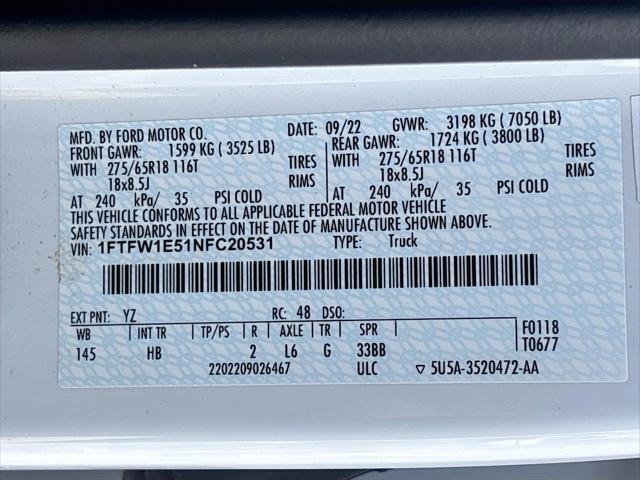 MFD. BY FORD MOTOR CO. DATE: 09/22 GVWR: 3198 KG ( 7050 LB)
FRONT GAWR: 1599 KG ( 3525 LB) REAR GAWR: 1724 KG ( 3800 LB)
WITH 275/65R18 116T TIRES WITH 275/65R18 116T TIRES
18x8.5J RIMS 18x8.5J RIMS
AT 240 kPa/ 35 PSI COLD AT 240 kPa/ 35 PSI COLD
THIS VEHICLE CONFORMS TO ALL APPLICABLE FEDERAL MOTOR VEHICLE
SAFETY STANDARDS IN EFFECT ON THE DATE OF MANUFACTURE SHOWN ABOVE.
VIN: 1FTFW1E51NFC20531 TYPE: Truck
EXT PNT: YZ RC: 48 DSO:
WB INT TR TP/PS R AXLE TR SPR F0118
145 HB 2 L6 G 33BB T0677
2202209026467 ULC ▽ 5U5A-3520472-AA